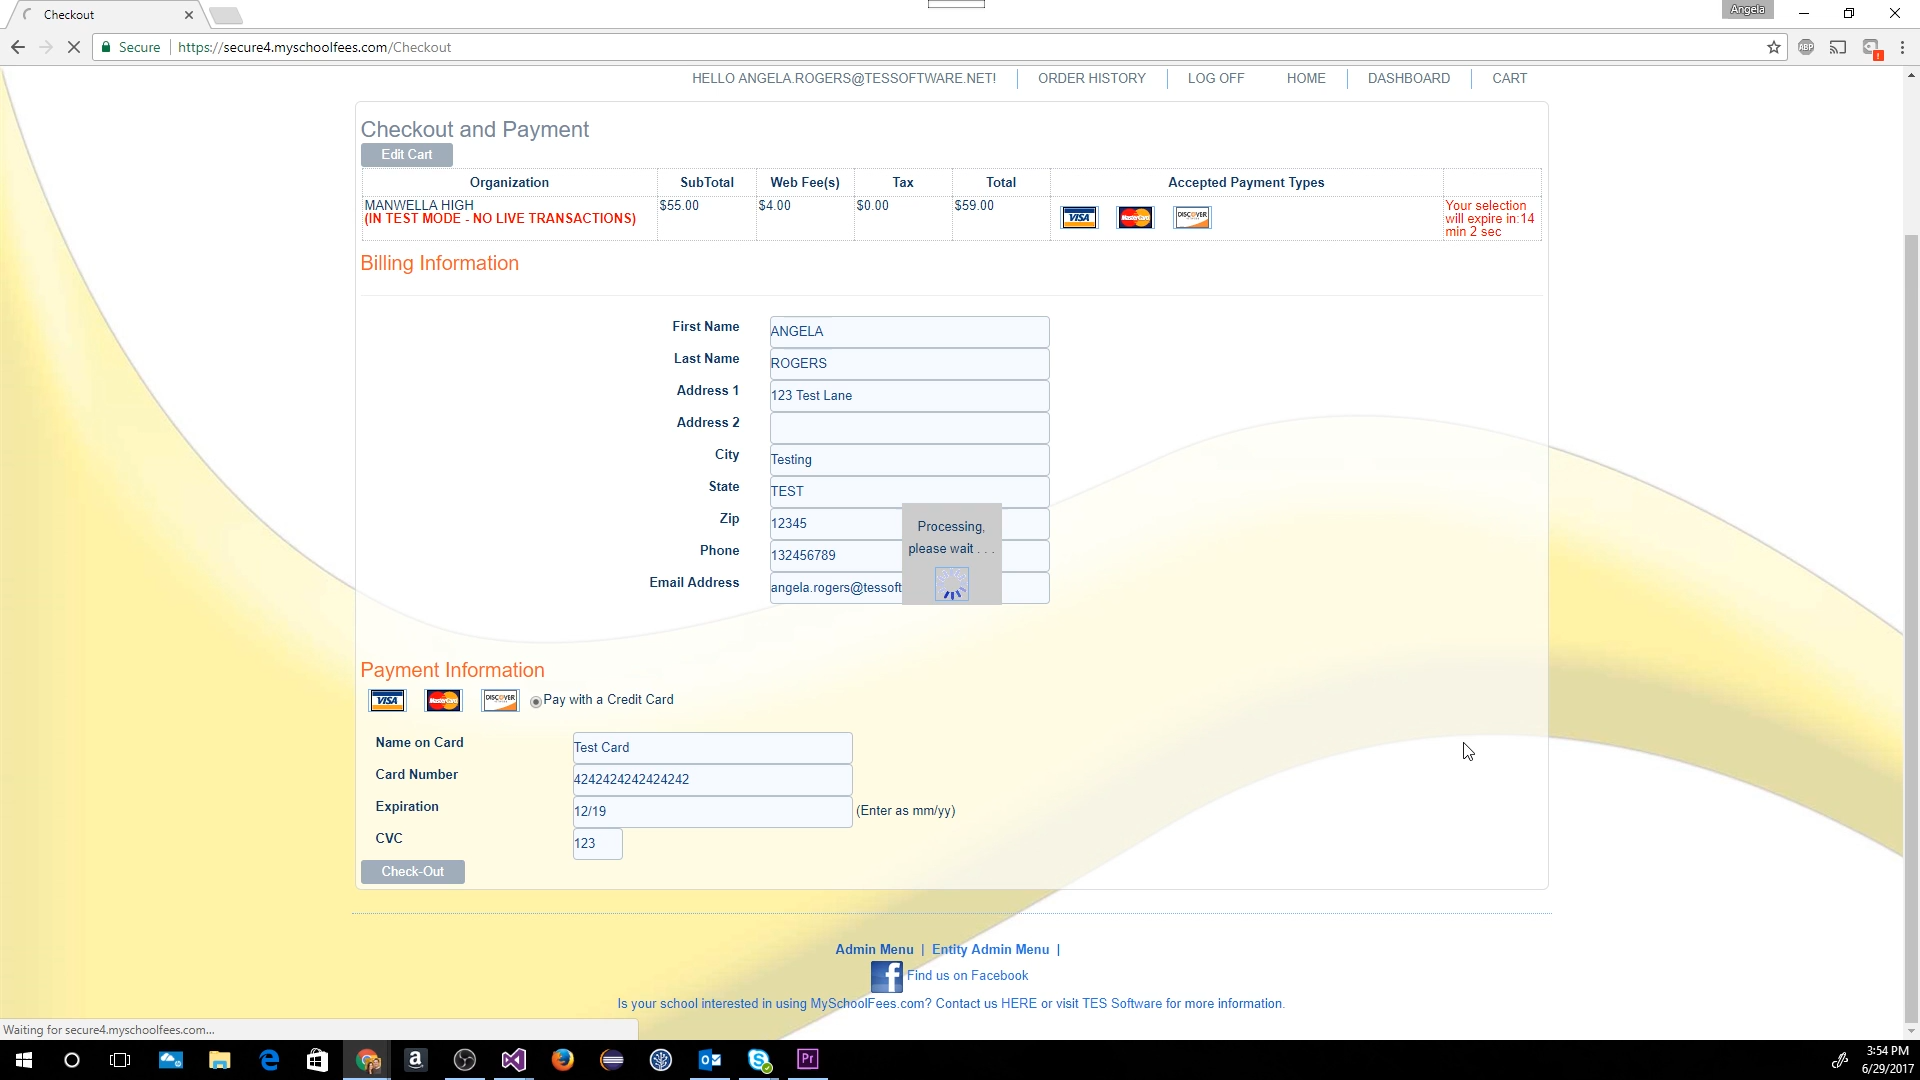 Checkout
Angela
Secure
https://secure4.myschoolfees.com/Checkout
ABP
HELLO ANGELA.ROGERS@TESSOFTWARE.NET!
ORDER HISTORY
LOG OFF
HOME
DASHBOARD
CART
Checkout and Payment
Edit Cart
Organization SubTotal Web Fee(s) Tax Total Accepted Payment Types
MANWELLA HIGH $55.00 $4.00 $0.00 $59.00
(IN TEST MODE - NO LIVE TRANSACTIONS)
VISA MasterCard DISCOVER
Your selection
will expire in:14
min 2 sec
Billing Information
First Name ANGELA
Last Name ROGERS
Address 1 123 Test Lane
Address 2
City Testing
State TEST
Zip 12345
Phone 132456789
Email Address angela.rogers@tessoft
Processing,
please wait . . .
Payment Information
VISA MasterCard DISCOVER Pay with a Credit Card
Name on Card Test Card
Card Number 4242424242424242
Expiration 12/19 (Enter as mm/yy)
CVC 123
Check-Out
Admin Menu | Entity Admin Menu |
Find us on Facebook
Is your school interested in using MySchoolFees.com? Contact us HERE or visit TES Software for more information.
Waiting for secure4.myschoolfees.com...
Pr
3:54 PM
6/29/2017